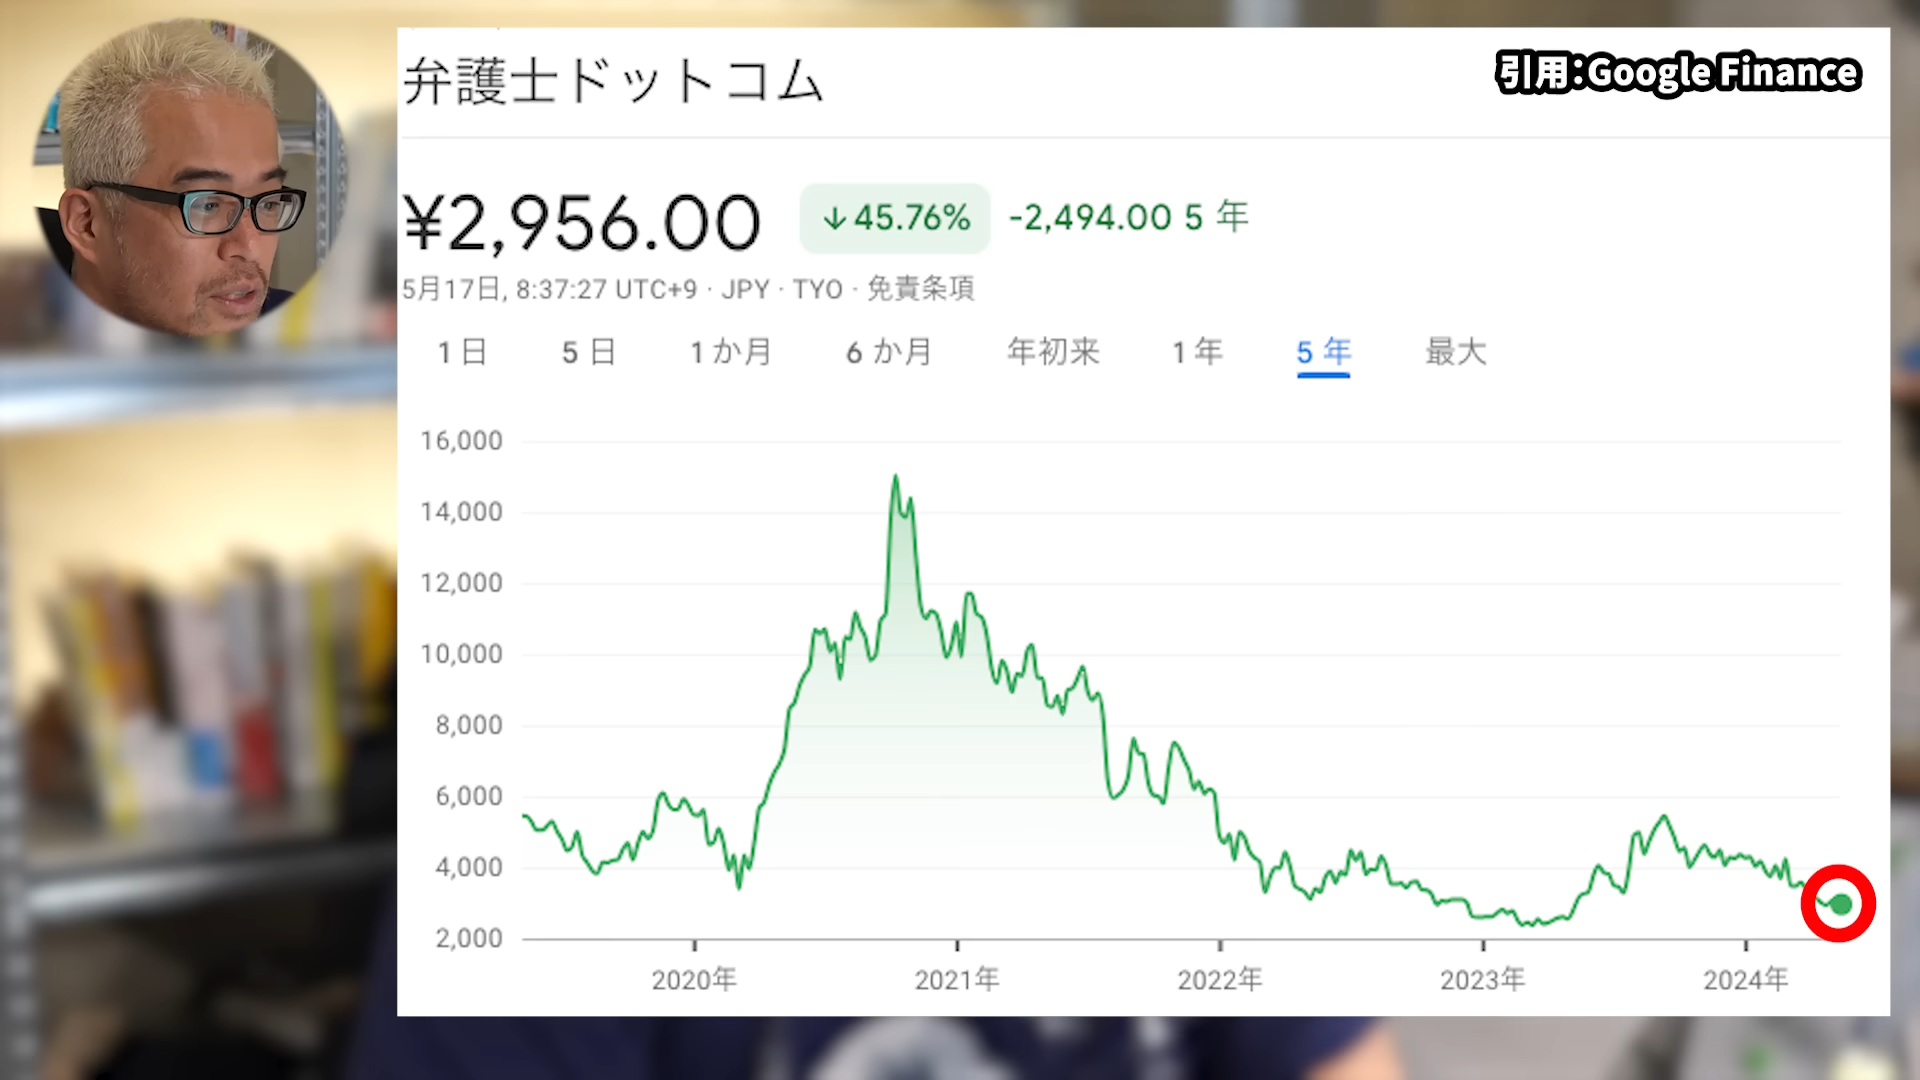 弁護士ドットコム
引用:Google Finance
¥2,956.00 ↓45.76% -2,494.00 5 年
5月17日, 8:37:27 UTC+9 · JPY · TYO · 免責条項
1 日 5 日 1 か月 6 か月 年初来 1 年 5 年 最大
16,000
14,000
12,000
10,000
8,000
6,000
4,000
2,000
2020年 2021年 2022年 2023年 2024年